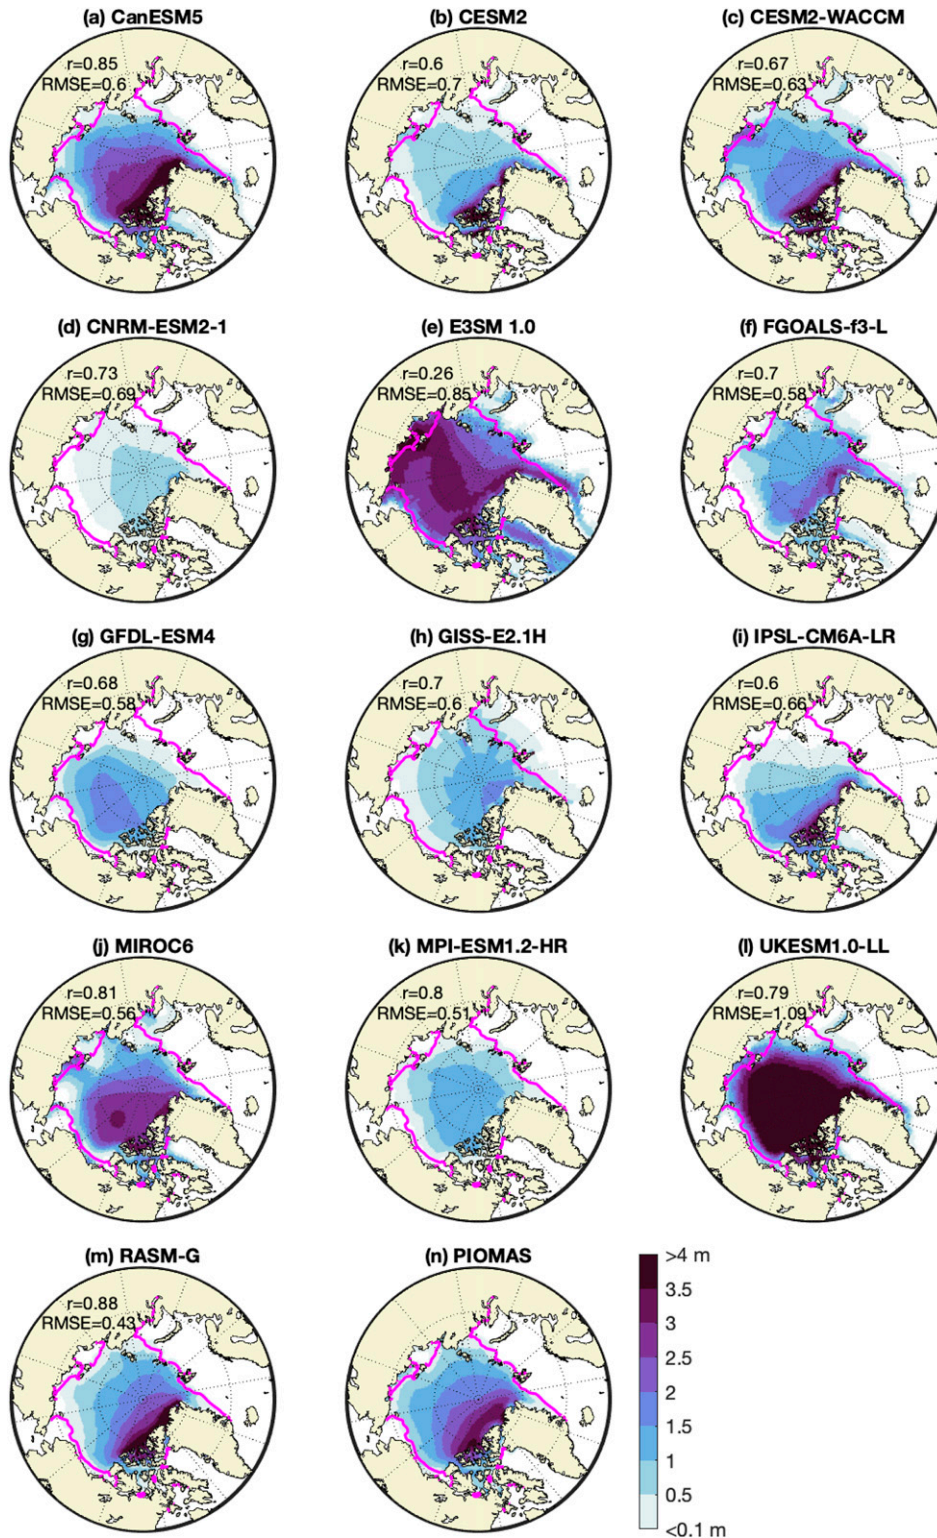 (a) CanESM5
r=0.85
RMSE=0.6
(b) CESM2
r=0.6
RMSE=0.7
(c) CESM2-WACCM
r=0.67
RMSE=0.63
(d) CNRM-ESM2-1
r=0.73
RMSE=0.69
(e) E3SM 1.0
r=0.26
RMSE=0.85
(f) FGOALS-f3-L
r=0.7
RMSE=0.58
(g) GFDL-ESM4
r=0.68
RMSE=0.58
(h) GISS-E2.1H
r=0.7
RMSE=0.6
(i) IPSL-CM6A-LR
r=0.6
RMSE=0.66
(j) MIROC6
r=0.81
RMSE=0.56
(k) MPI-ESM1.2-HR
r=0.8
RMSE=0.51
(l) UKESM1.0-LL
r=0.79
RMSE=1.09
(m) RASM-G
r=0.88
RMSE=0.43
(n) PIOMAS
>4 m
3.5
3
2.5
2
1.5
1
0.5
<0.1 m